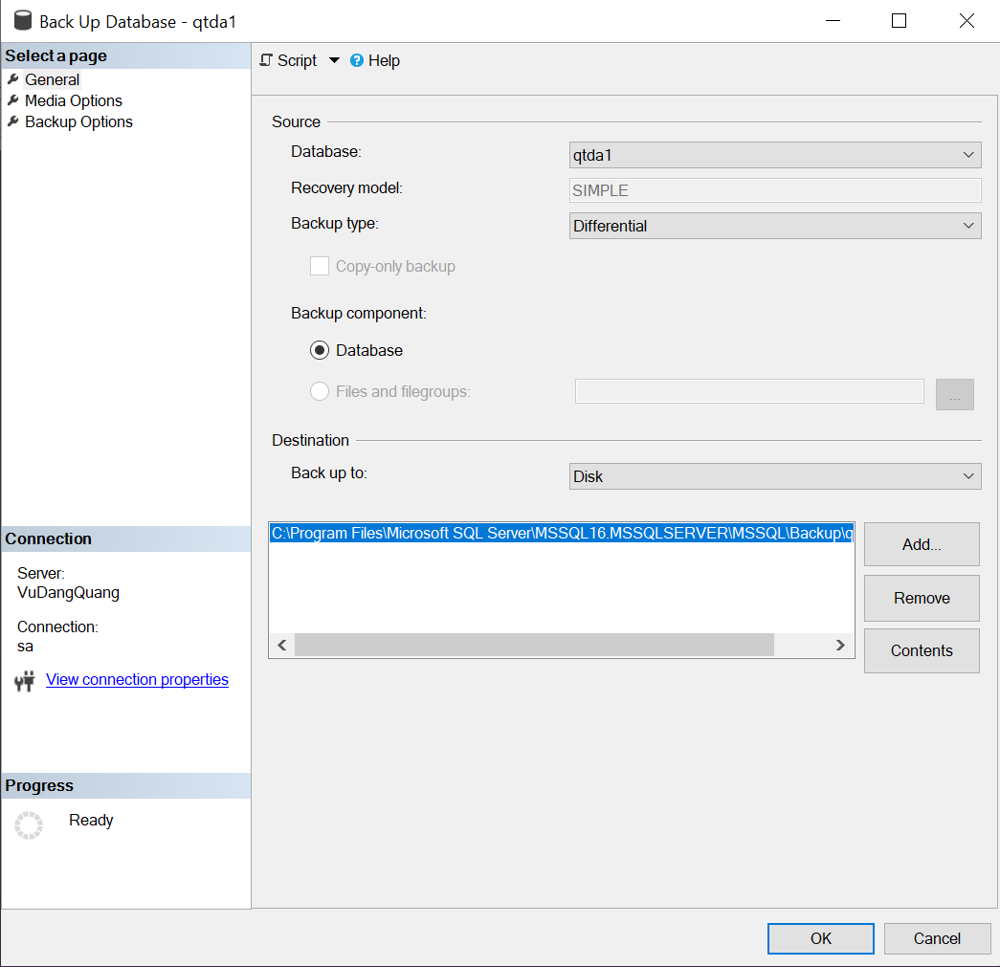 Back Up Database - qtda1
Select a page
General
Media Options
Backup Options
Script
Help
Source
Database:
qtda1
Recovery model:
SIMPLE
Backup type:
Differential
Copy-only backup
Backup component:
Database
Files and filegroups:
...
Destination
Back up to:
Disk
C:\Program Files\Microsoft SQL Server\MSSQL16.MSSQLSERVER\MSSQL\Backup\q
Add...
Remove
Contents
Connection
Server:
VuDangQuang
Connection:
sa
View connection properties
Progress
Ready
OK
Cancel